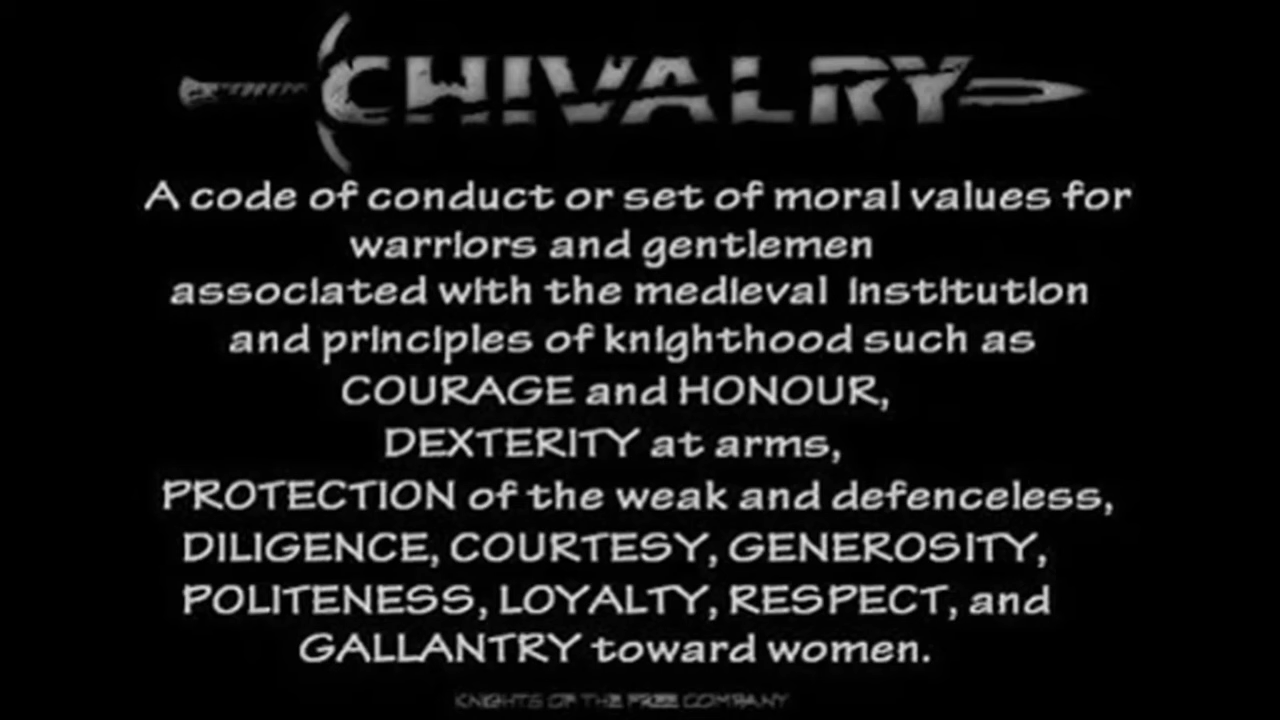 CHIVALRY
A code of conduct or set of moral values for
warriors and gentlemen
associated with the medieval institution
and principles of knighthood such as
COURAGE and HONOUR,
DEXTERITY at arms,
PROTECTION of the weak and defenceless,
DILIGENCE, COURTESY, GENEROSITY,
POLITENESS, LOYALTY, RESPECT, and
GALLANTRY toward women.
KNIGHTS OF THE FREE COMPANY